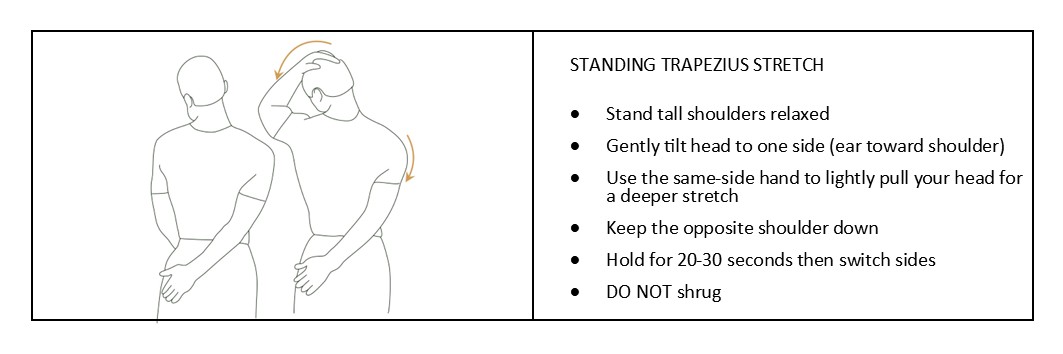 STANDING TRAPEZIUS STRETCH
● Stand tall shoulders relaxed
● Gently tilt head to one side (ear toward shoulder)
● Use the same-side hand to lightly pull your head for
a deeper stretch
● Keep the opposite shoulder down
● Hold for 20-30 seconds then switch sides
● DO NOT shrug